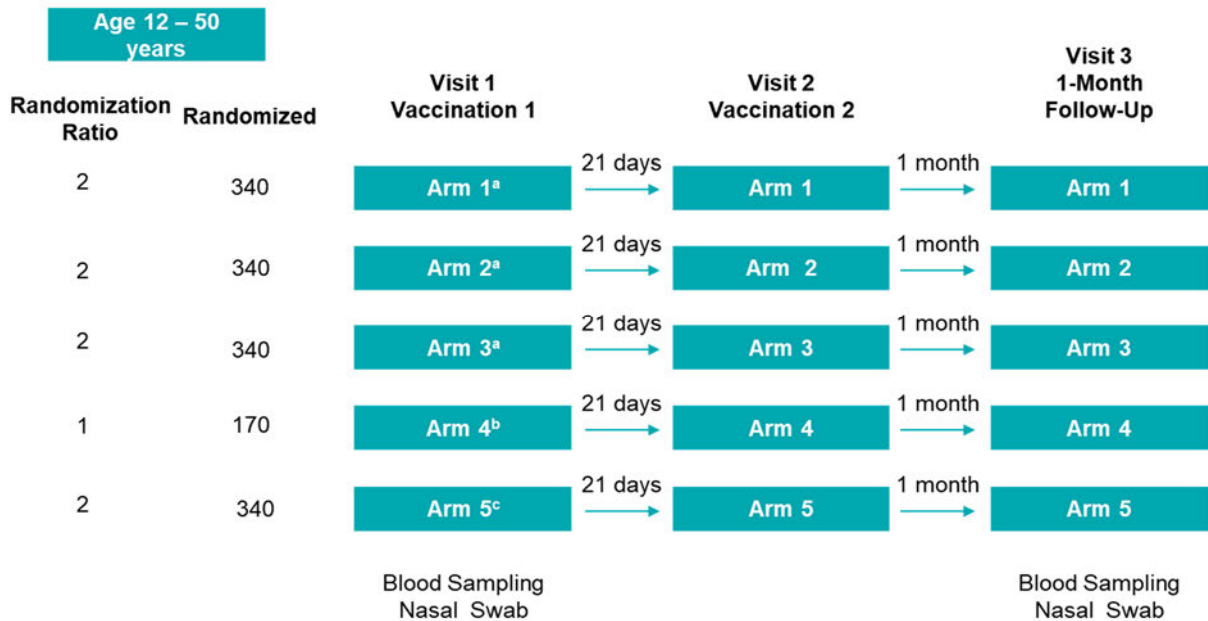 Age 12 – 50
years
Randomization
Ratio
Randomized
Visit 1
Vaccination 1
Visit 2
Vaccination 2
Visit 3
1-Month
Follow-Up
2 340 Arm 1ᵃ 21 days Arm 1 1 month Arm 1
2 340 Arm 2ᵃ 21 days Arm 2 1 month Arm 2
2 340 Arm 3ᵃ 21 days Arm 3 1 month Arm 3
1 170 Arm 4ᵇ 21 days Arm 4 1 month Arm 4
2 340 Arm 5ᶜ 21 days Arm 5 1 month Arm 5
Blood Sampling
Nasal Swab
Blood Sampling
Nasal Swab